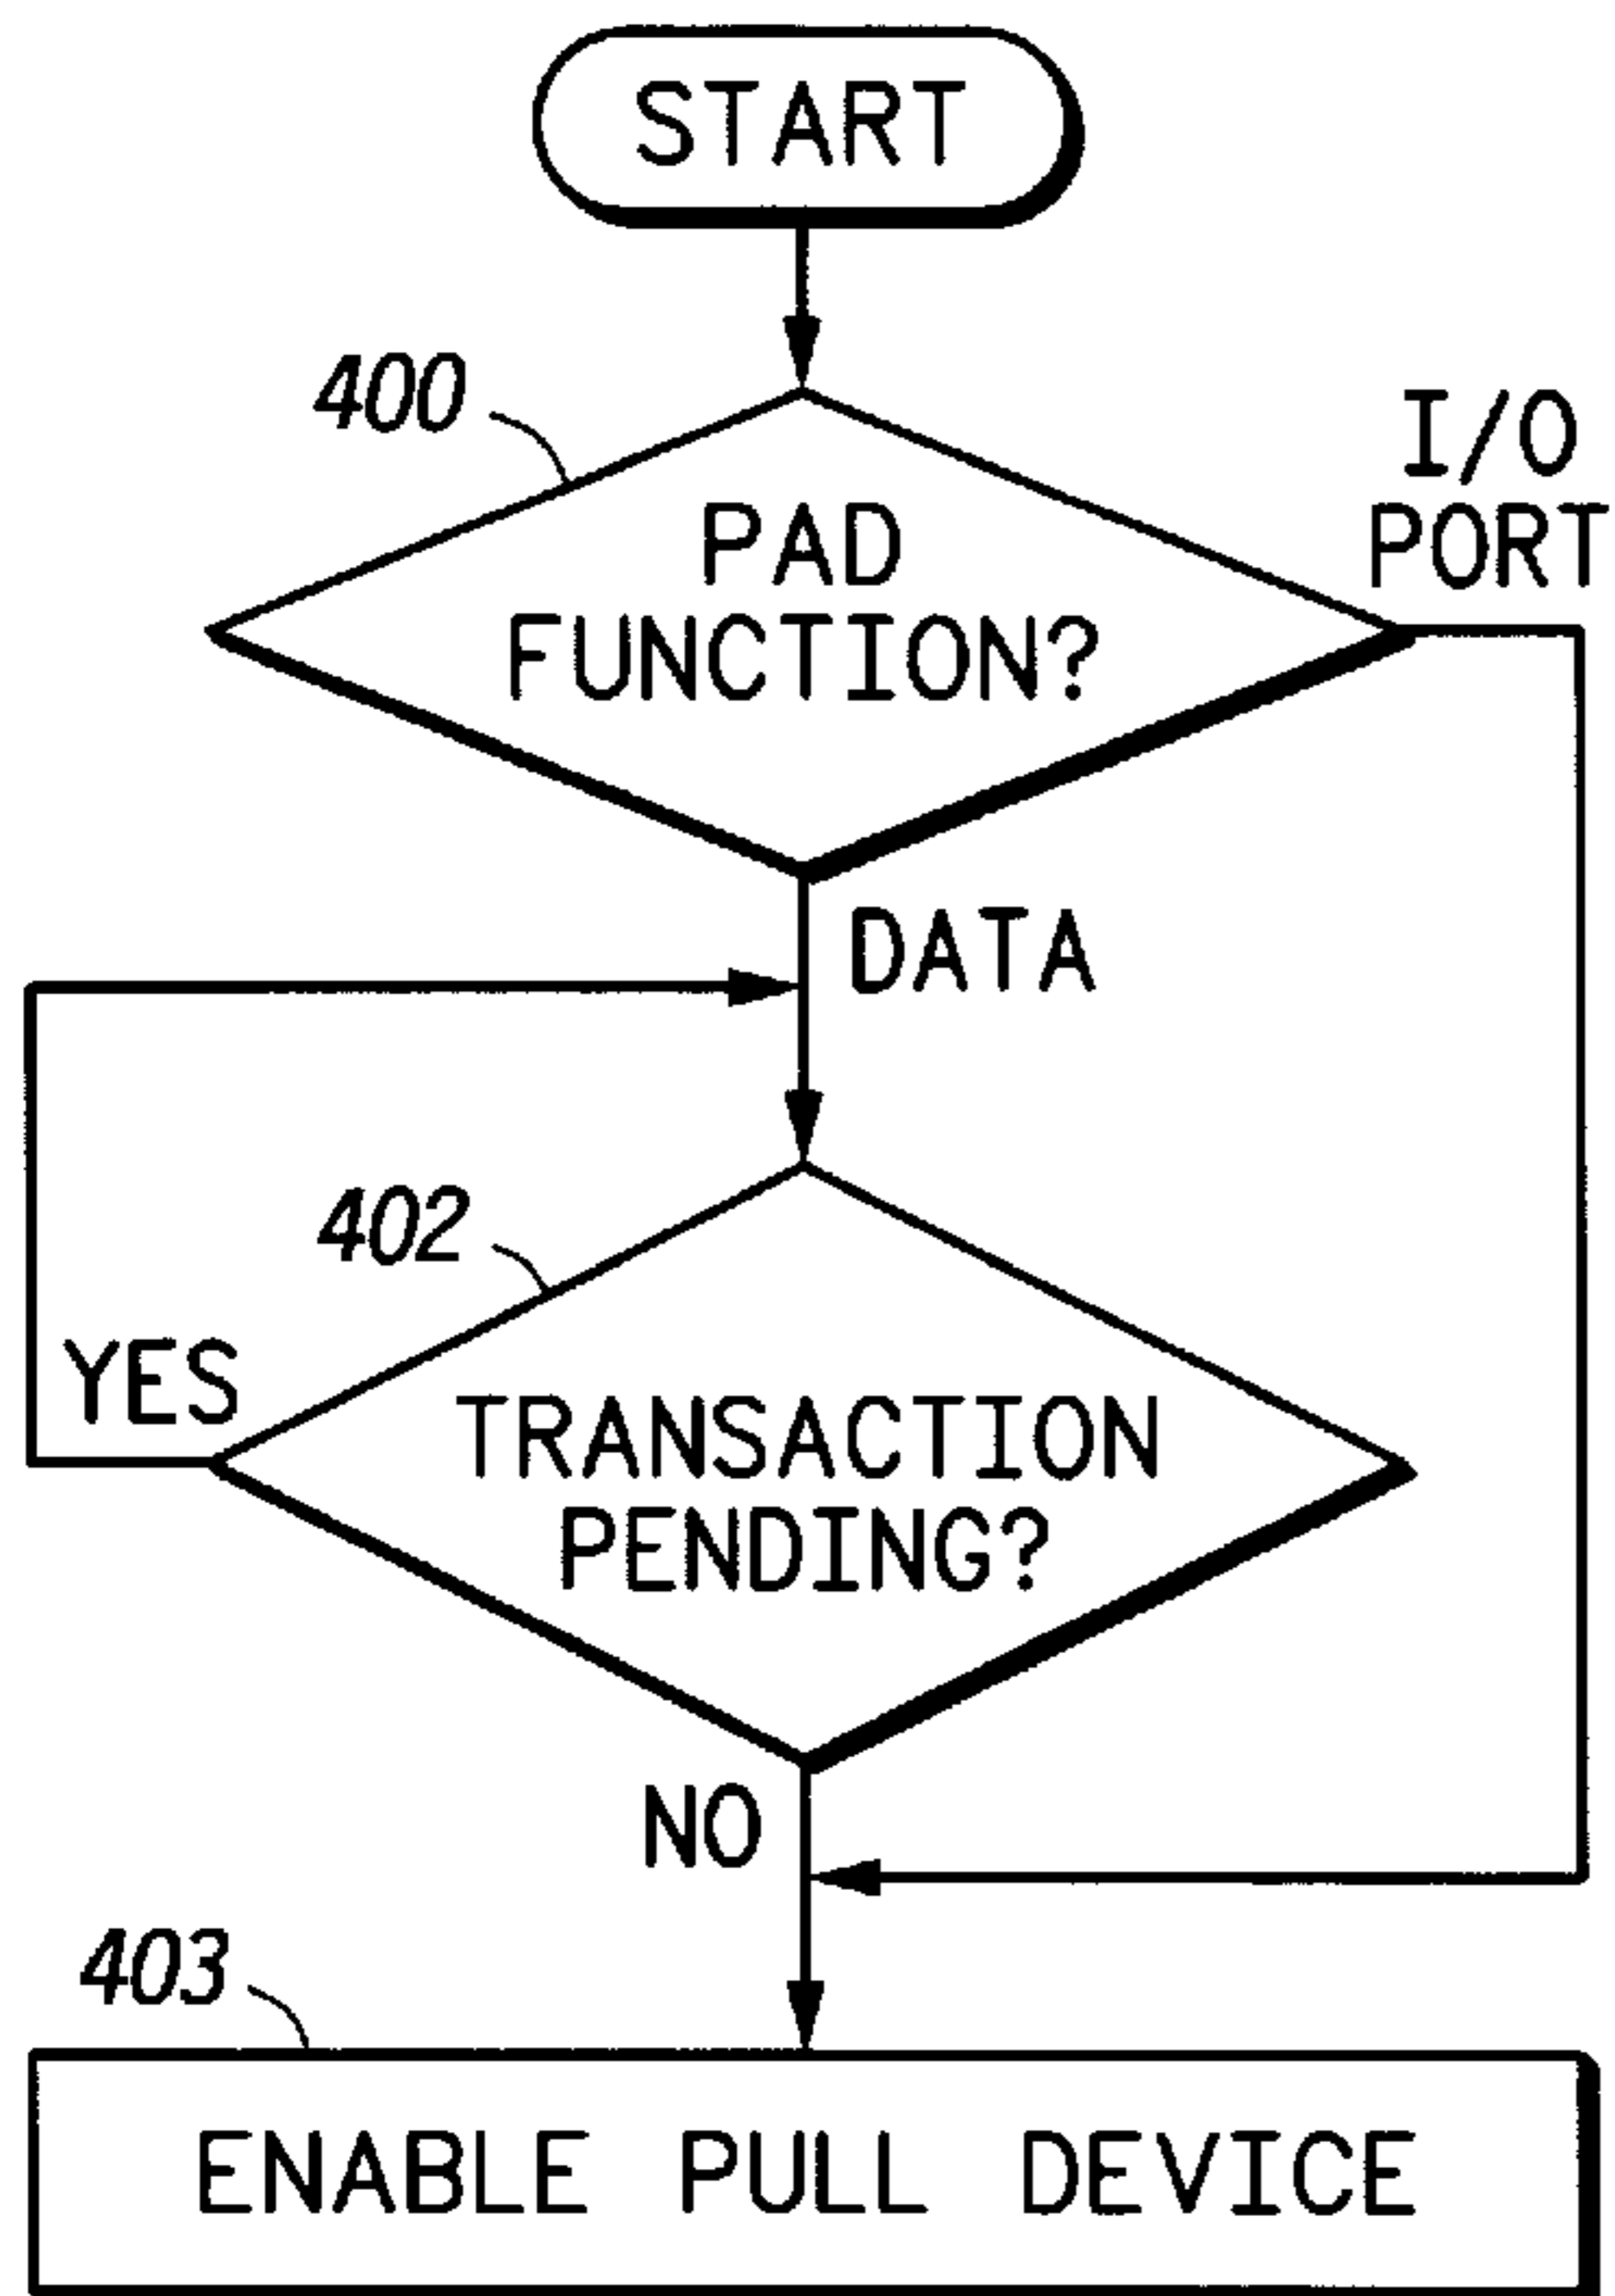 START
400
I/O
PORT
PAD
FUNCTION?
DATA
402
YES
TRANSACTION
PENDING?
NO
403
ENABLE PULL DEVICE